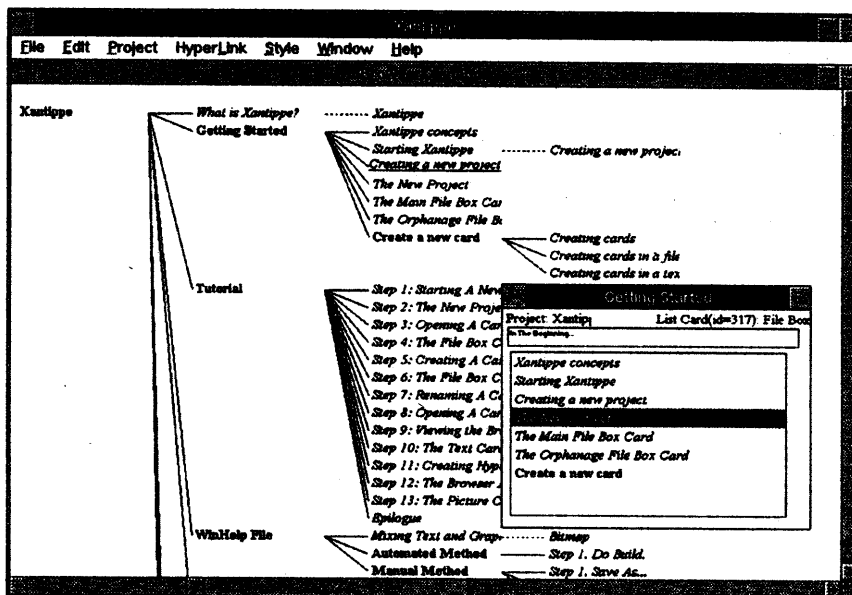 Xantippe
File Edit Project HyperLink Style Window Help
Xantippe
What is Xantippe? Xantippe
Getting Started Xantippe concepts
Starting Xantippe Creating a new projec
Creating a new project
The New Project
The Main File Box Car
The Orphanage File B
Create a new card Creating cards
Creating cards in a file
Creating cards in a tex
Tutorial Step 1: Starting A New
Step 2: The New Proje
Step 3: Opening A Car
Step 4: The File Box C
Step 5: Creating A Ca
Step 6: The File Box C
Step 7: Renaming A C
Step 8: Opening A Car
Step 9: Viewing the Br
Step 10: The Text Car
Step 11: Creating Hyp
Step 12: The Browser
Step 13: The Picture C
Epilogue
WinHelp File Mixing Text and Grap Bitmap
Automated Method Step 1. Do Build.
Manual Method Step 1. Save As...
Getting Started
Project: Xantip List Card(id=317): File Box
In The Beginning...
Xantippe concepts
Starting Xantippe
Creating a new project
The Main File Box Card
The Orphanage File Box Card
Create a new card